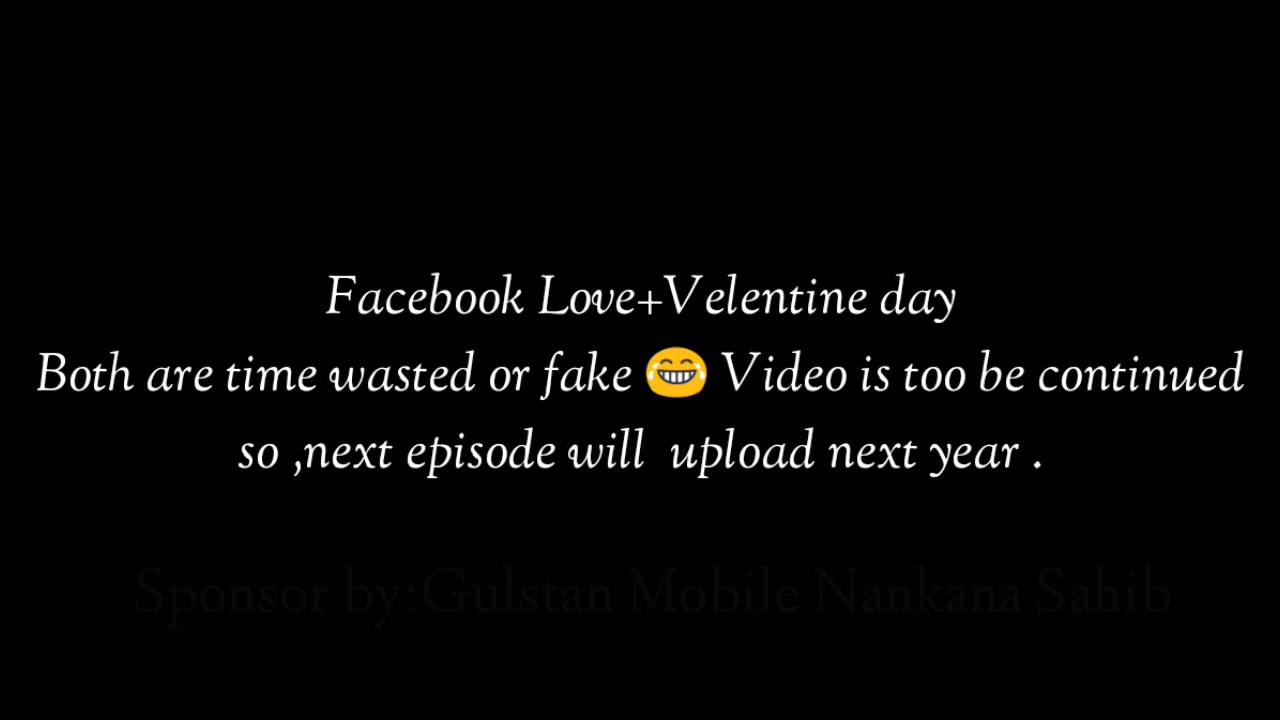 Facebook Love+Velentine day
Both are time wasted or fake 😂 Video is too be continued
so ,next episode will  upload next year .
Sponsor by:Gulstan Mobile Nankana Sahib